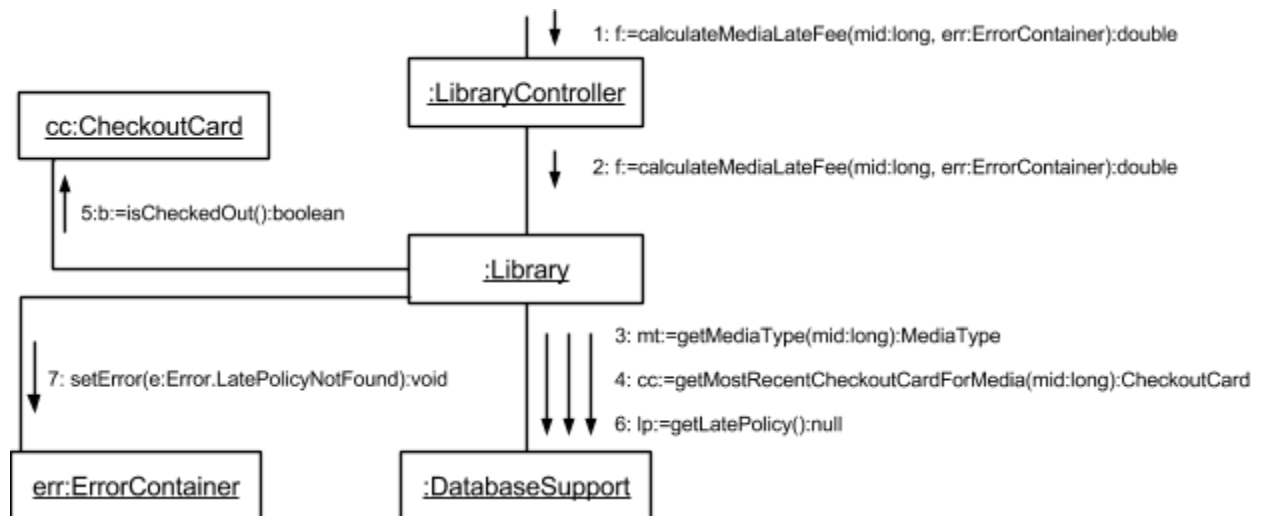 1: f:=calculateMediaLateFee(mid:long, err:ErrorContainer):double
:LibraryController
cc:CheckoutCard
2: f:=calculateMediaLateFee(mid:long, err:ErrorContainer):double
5:b:=isCheckedOut():boolean
:Library
3: mt:=getMediaType(mid:long):MediaType
7: setError(e:Error.LatePolicyNotFound):void
4: cc:=getMostRecentCheckoutCardForMedia(mid:long):CheckoutCard
6: lp:=getLatePolicy():null
err:ErrorContainer
:DatabaseSupport